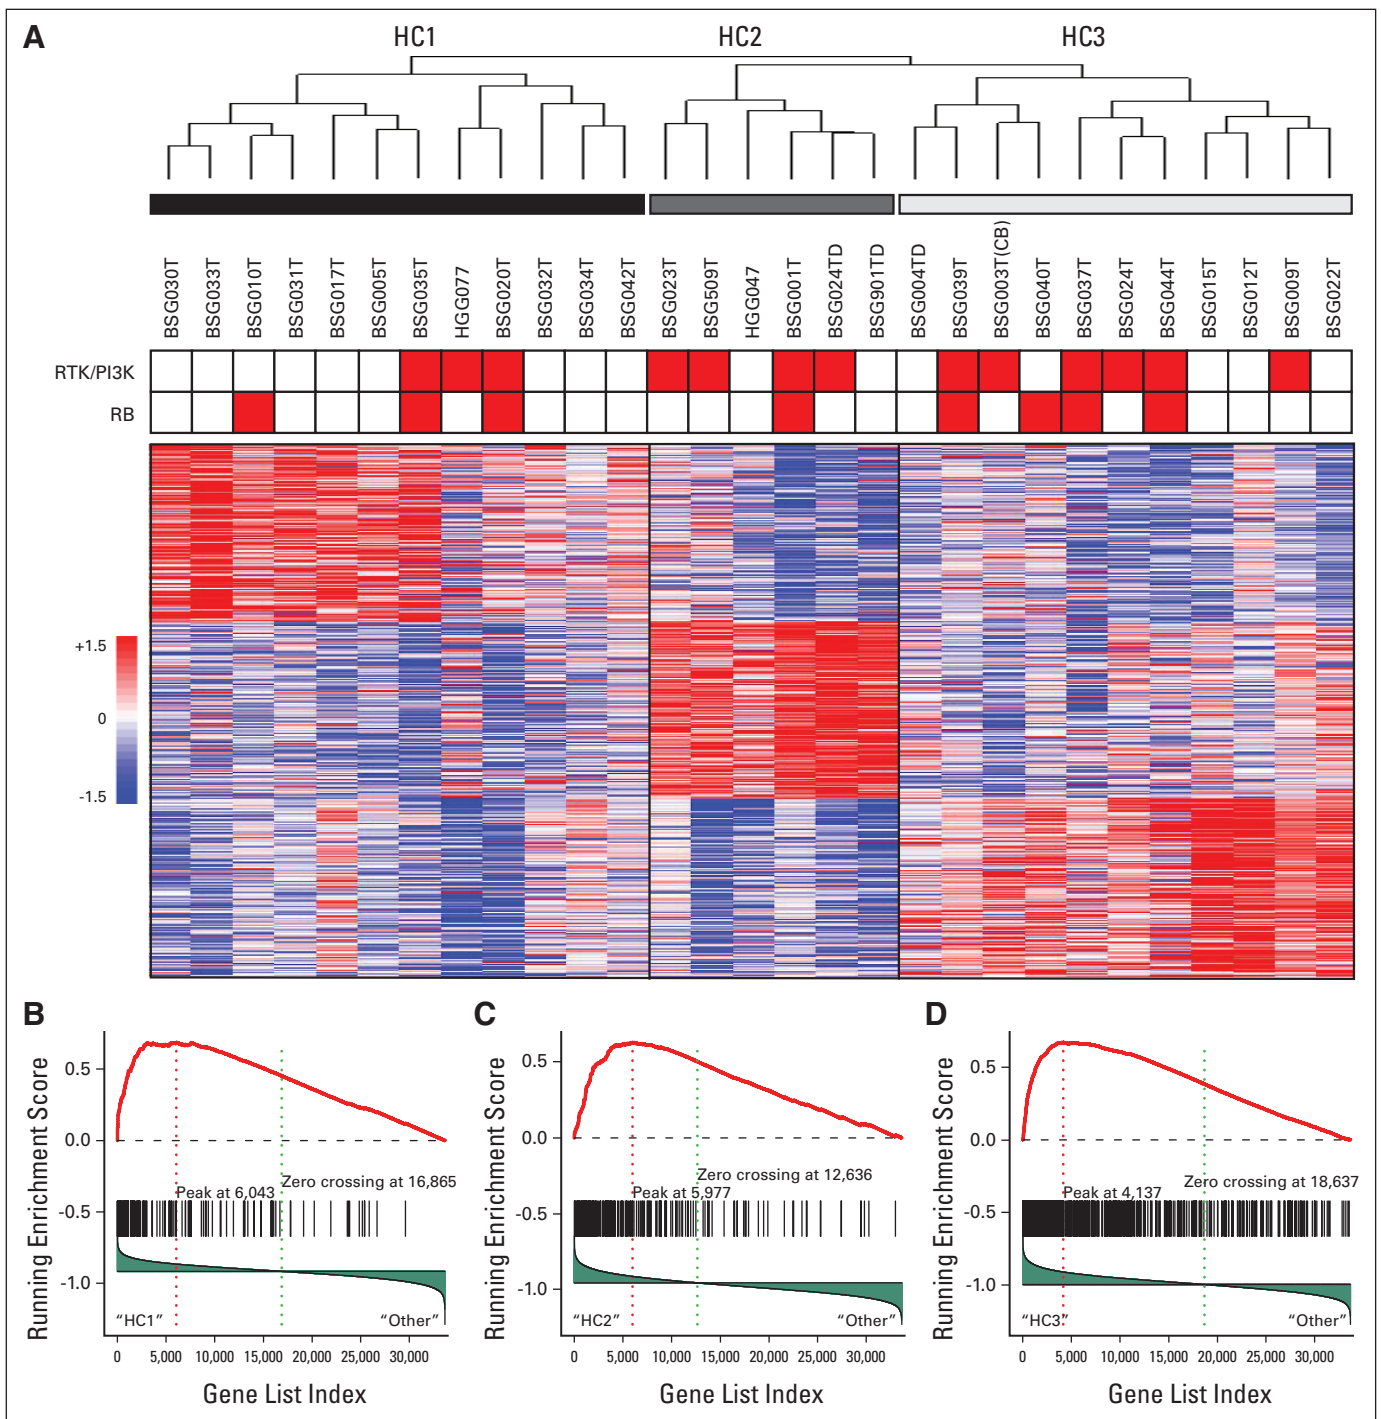 A
HC1 HC2 HC3
BSG030T BSG033T BSG010T BSG031T BSG017T BSG005T BSG035T HGG077 BSG020T BSG032T BSG034T BSG042T BSG023T BSG509T HGG047 BSG001T BSG024TD BSG901TD BSG004TD BSG039T BSG003T(CB) BSG040T BSG037T BSG024T BSG044T BSG015T BSG012T BSG009T BSG022T
RTK/PI3K
RB
+1.5
0
-1.5
B
Running Enrichment Score
0.5
0.0
-0.5
-1.0
Zero crossing at 16,865
Peak at 6,043
“HC1” “Other”
0 5,000 10,000 15,000 20,000 25,000 30,000
Gene List Index
C
Running Enrichment Score
0.5
0.0
-0.5
-1.0
Zero crossing at 12,636
Peak at 5,977
“HC2” “Other”
0 5,000 10,000 15,000 20,000 25,000 30,000
Gene List Index
D
Running Enrichment Score
0.5
0.0
-0.5
-1.0
Zero crossing at 18,637
Peak at 4,137
“HC3” “Other”
0 5,000 10,000 15,000 20,000 25,000 30,000
Gene List Index